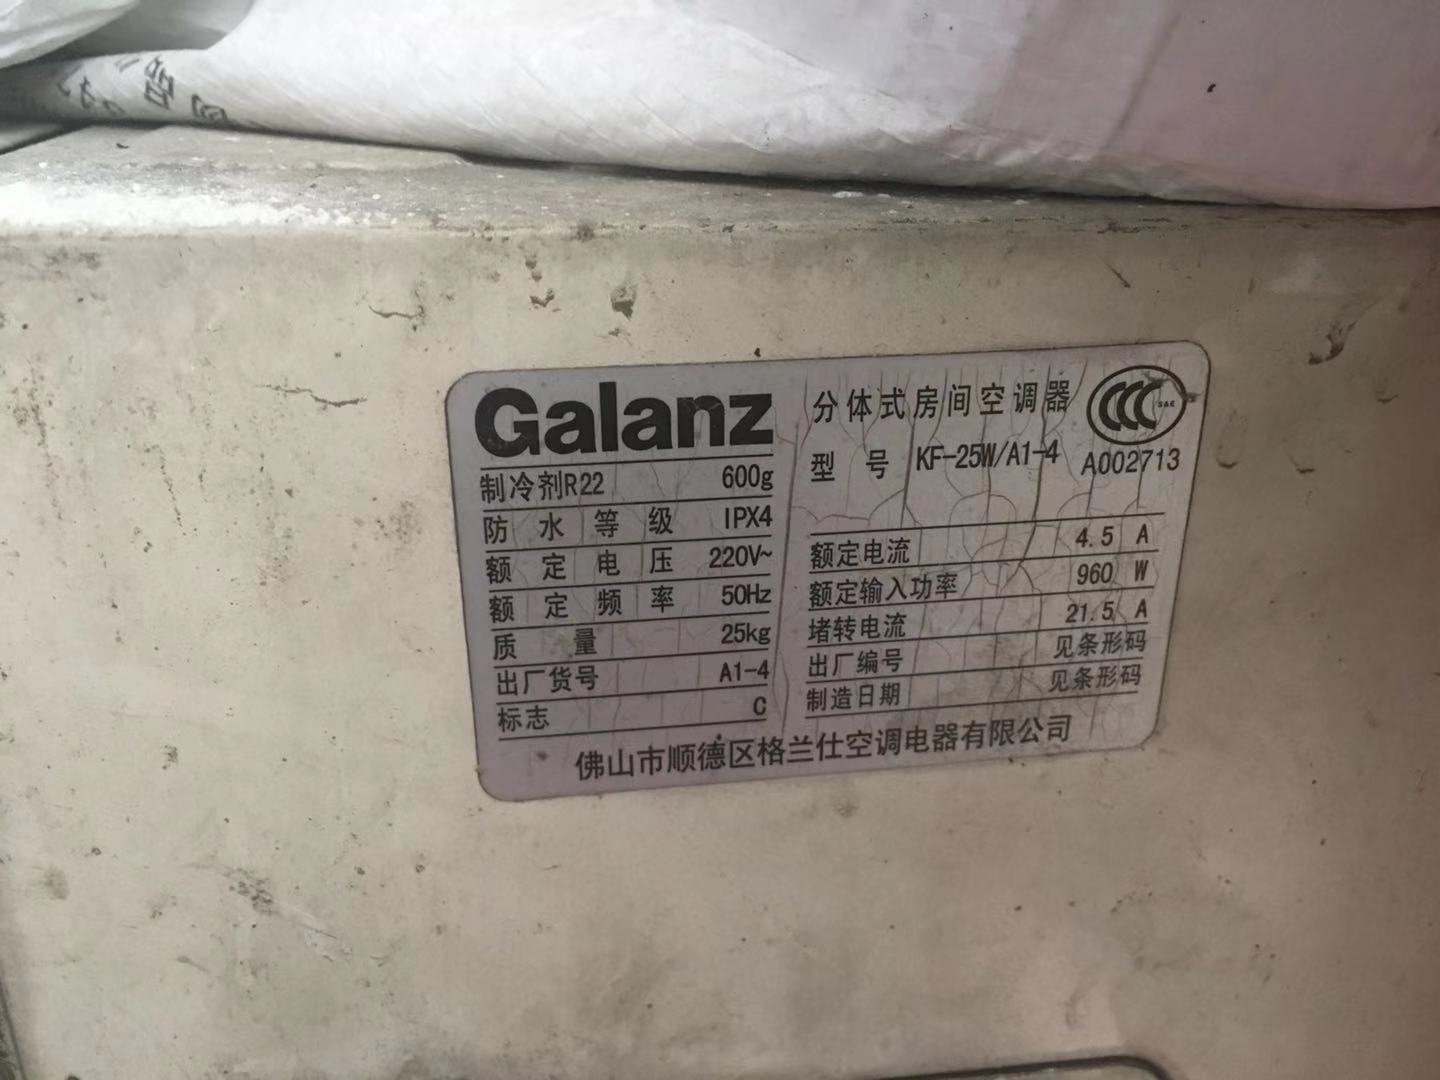 Galanz
制冷剂R22 600g
防水等级 IPX4
额定电压 220V~
额定频率 50Hz
质量 25kg
出厂货号 A1-4
标志 C
分体式房间空调器
CCC S&E
型号 KF-25W/A1-4 A002713
额定电流 4.5 A
额定输入功率 960 W
堵转电流 21.5 A
出厂编号 见条形码
制造日期 见条形码
佛山市顺德区格兰仕空调电器有限公司